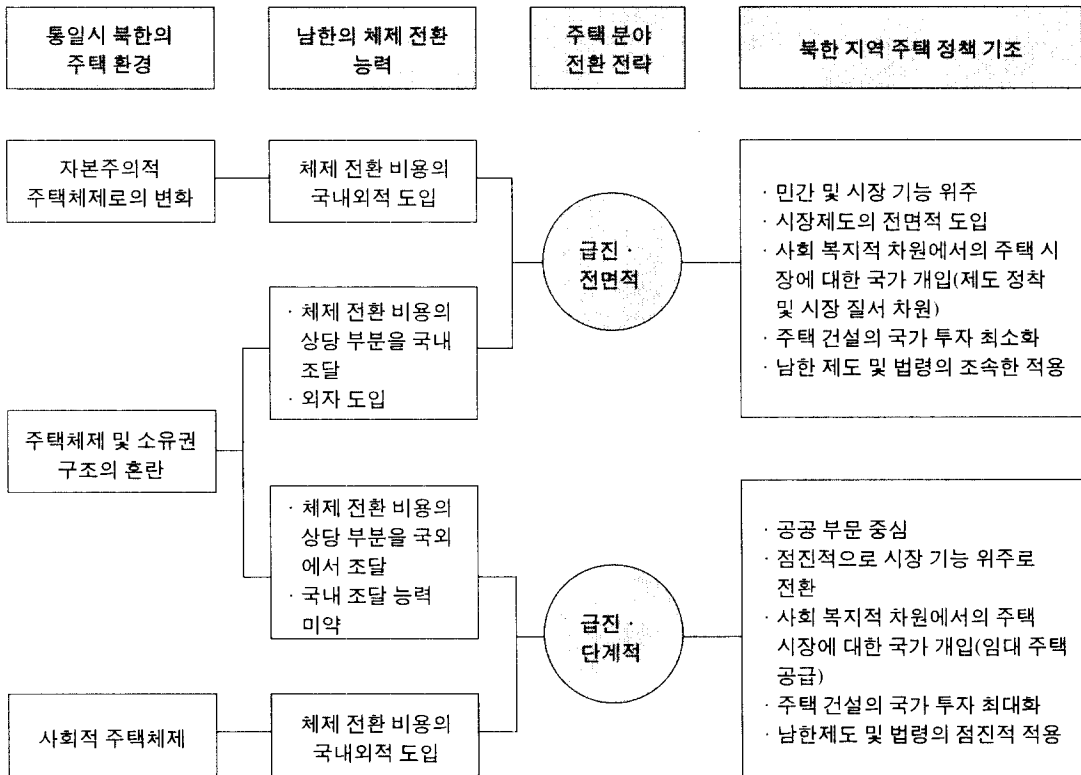 통일시 북한의
주택 환경
남한의 체제 전환
능력
주택 분야
전환 전략
북한 지역 주택 정책 기조
자본주의적
주택체제로의 변화
체제 전환 비용의
국내외적 도입
급진 ·
전면적
· 민간 및 시장 기능 위주
· 시장제도의 전면적 도입
· 사회 복지적 차원에서의 주택 시
장에 대한 국가 개입(제도 정착
및 시장 질서 차원)
· 주택 건설의 국가 투자 최소화
· 남한 제도 및 법령의 조속한 적용
· 체제 전환 비용의
상당 부분을 국내
조달
· 외자 도입
주택체제 및 소유권
구조의 혼란
· 체제 전환 비용의
상당 부분을 국외
에서 조달
· 국내 조달 능력
미약
급진 ·
단계적
· 공공 부문 중심
· 점진적으로 시장 기능 위주로
전환
· 사회 복지적 차원에서의 주택
시장에 대한 국가 개입(임대 주택
공급)
· 주택 건설의 국가 투자 최대화
· 남한제도 및 법령의 점진적 적용
사회적 주택체제
체제 전환 비용의
국내외적 도입